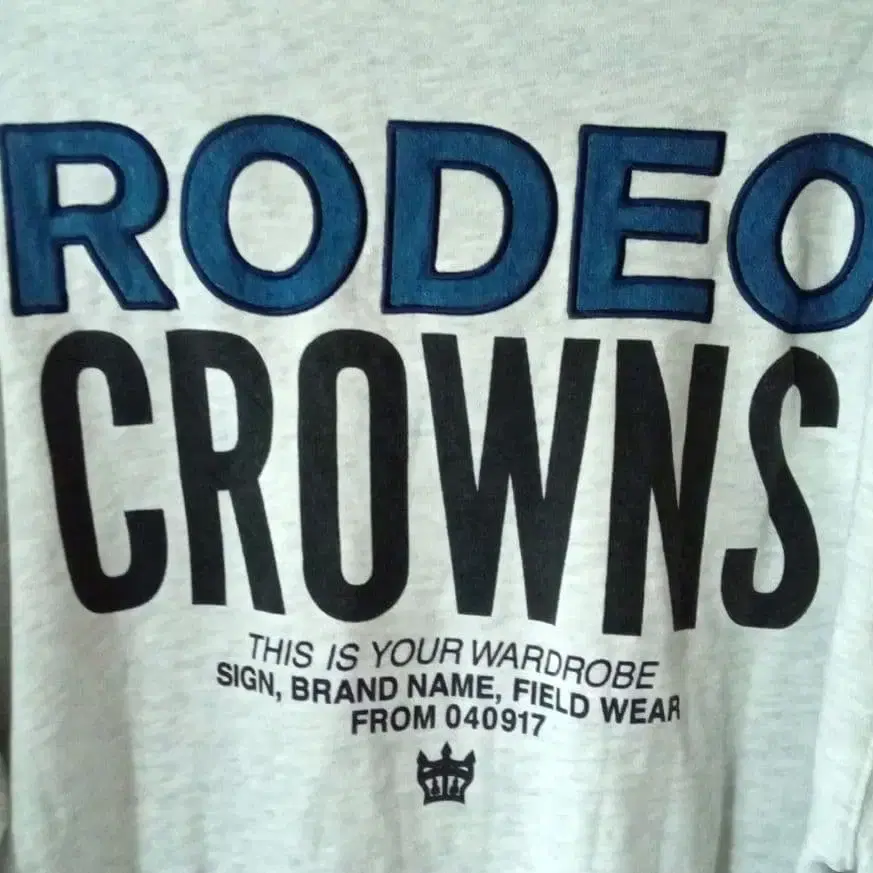 RODEO
CROWNS
THIS IS YOUR WARDROBE
SIGN, BRAND NAME, FIELD WEAR
FROM 040917